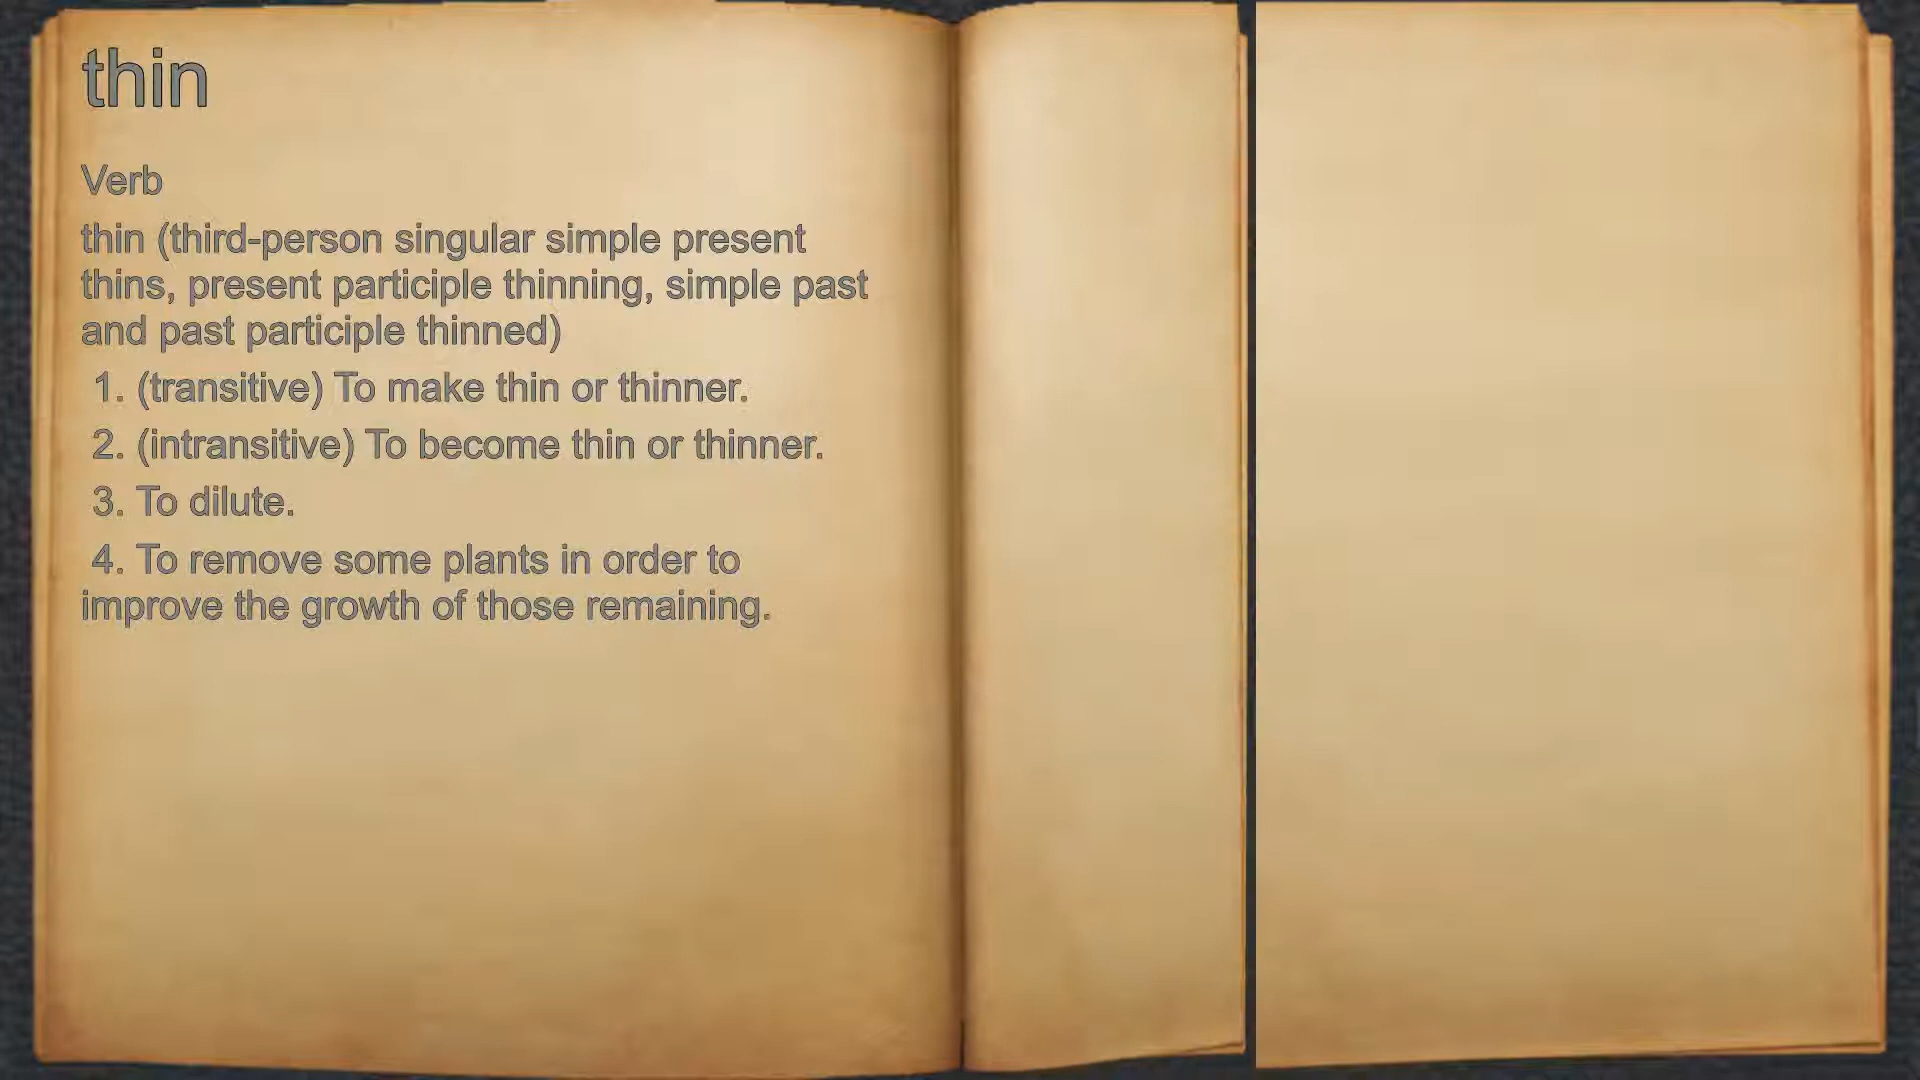 thin
Verb
thin (third-person singular simple present
thins, present participle thinning, simple past
and past participle thinned)
1. (transitive) To make thin or thinner.
2. (intransitive) To become thin or thinner.
3. To dilute.
4. To remove some plants in order to
improve the growth of those remaining.